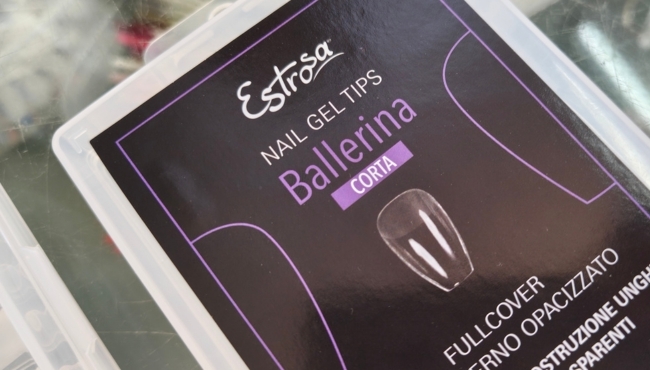 Estrosa
NAIL GEL TIPS
Ballerina
CORTA
FULLCOVER
ERNO OPACIZZATO
OSTRUZIONE UNGH
SPARENTI